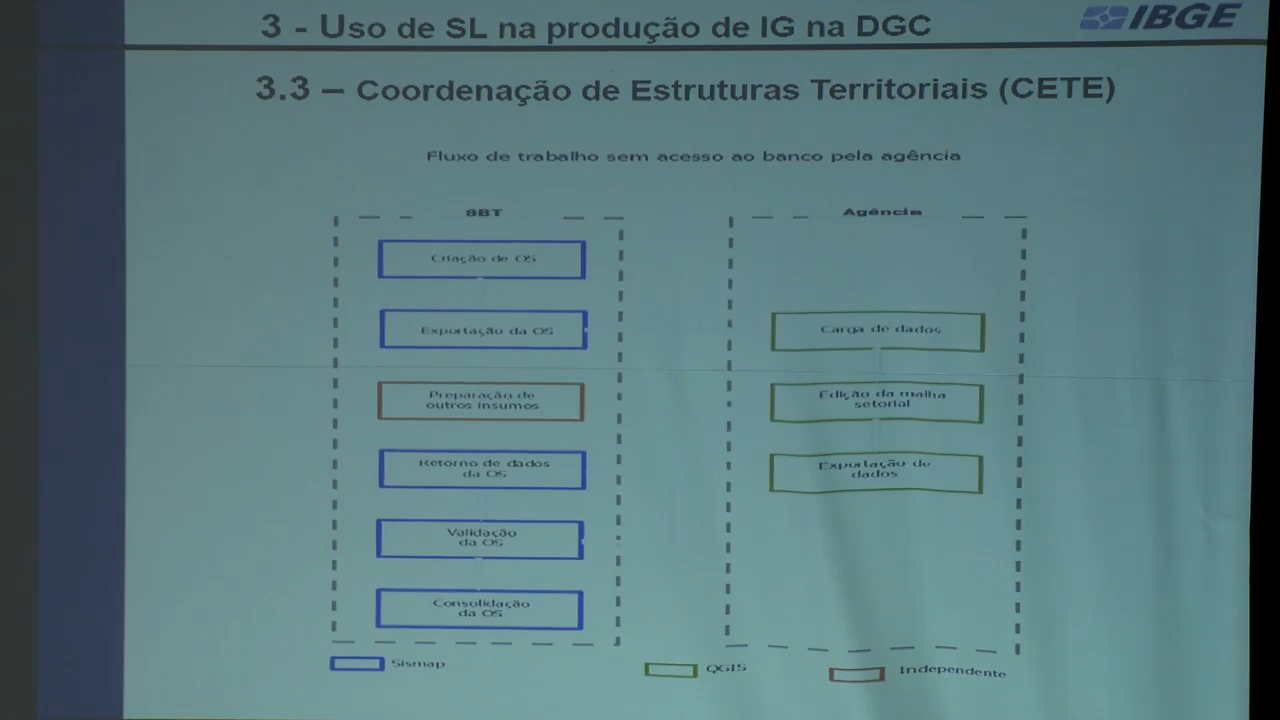 3 - Uso de SL na produção de IG na DGC
IBGE
3.3 – Coordenação de Estruturas Territoriais (CETE)
Fluxo de trabalho sem acesso ao banco pela agência
SBT
Agência
Criação de OS
Exportação da OS
Carga de dados
Preparação de
outros insumos
Edição da malha
setorial
Retorno de dados
da OS
Exportação de
dados
Validação
da OS
Consolidação
da OS
Sismap
QGIS
Independente